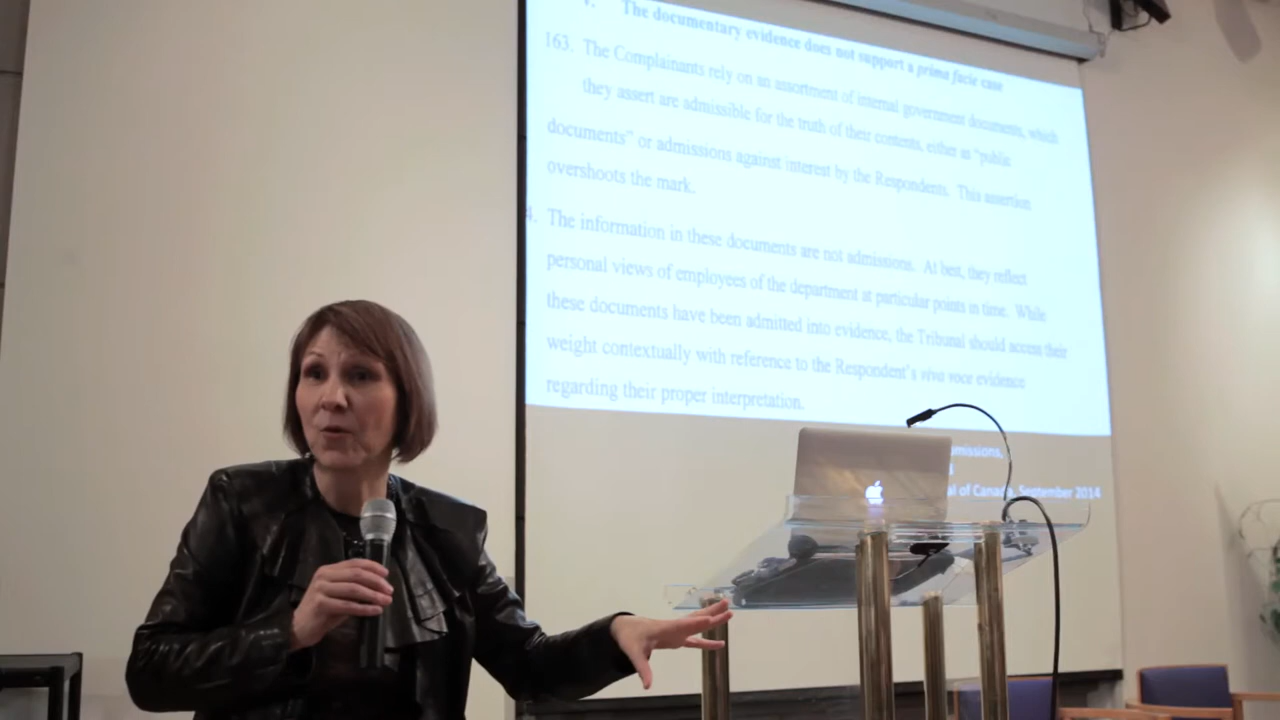 The documentary evidence does not support a prima facie case
163. The Complainants rely on an assortment of internal government documents, which
they assert are admissible for the truth of their contents, either as "public
documents" or admissions against interest by the Respondents. This assertion
overshoots the mark.
4. The information in these documents are not admissions. At best, they reflect
personal views of employees of the department at particular points in time. While
these documents have been admitted into evidence, the Tribunal should access their
weight contextually with reference to the Respondent's viva voce evidence
regarding their proper interpretation.
al of Canada, September 2014